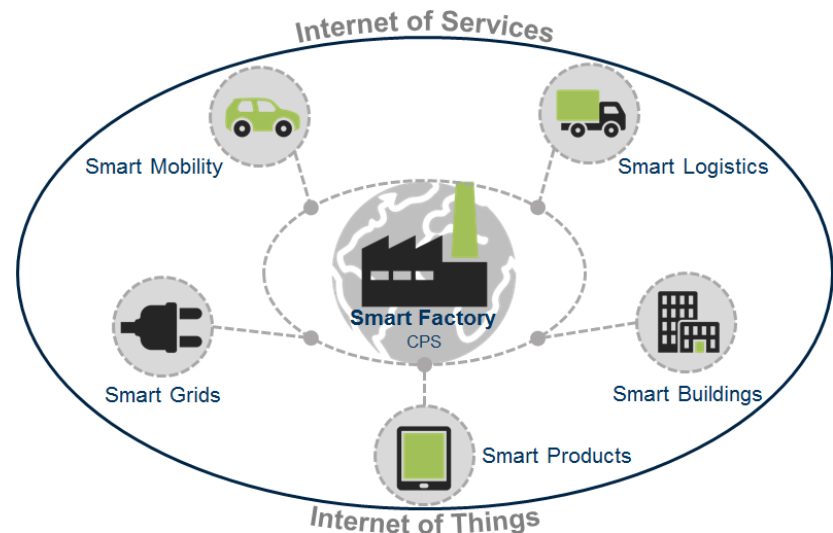 Internet of Services
Smart Mobility
Smart Logistics
Smart Factory
CPS
Smart Grids
Smart Buildings
Smart Products
Internet of Things